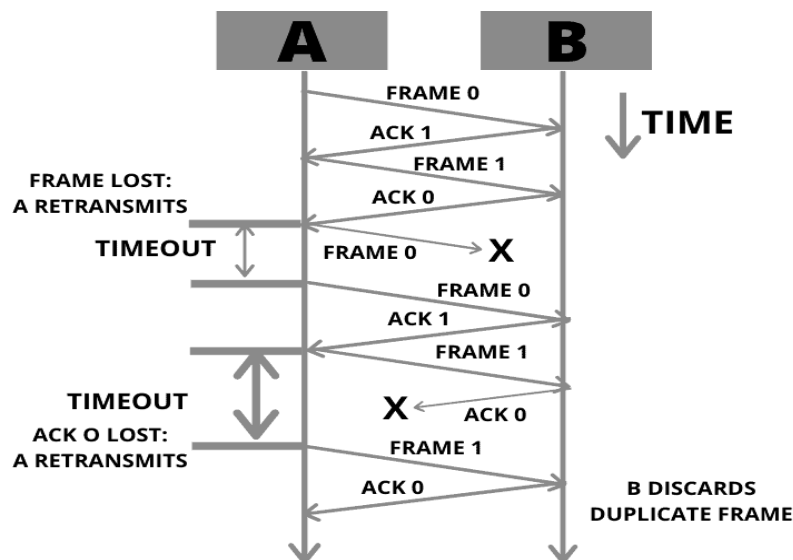 A
B
FRAME 0
TIME
ACK 1
FRAME 1
FRAME LOST:
A RETRANSMITS
ACK 0
TIMEOUT
FRAME 0
X
FRAME 0
ACK 1
FRAME 1
TIMEOUT
X
ACK 0
ACK O LOST:
A RETRANSMITS
FRAME 1
ACK 0
B DISCARDS
DUPLICATE FRAME